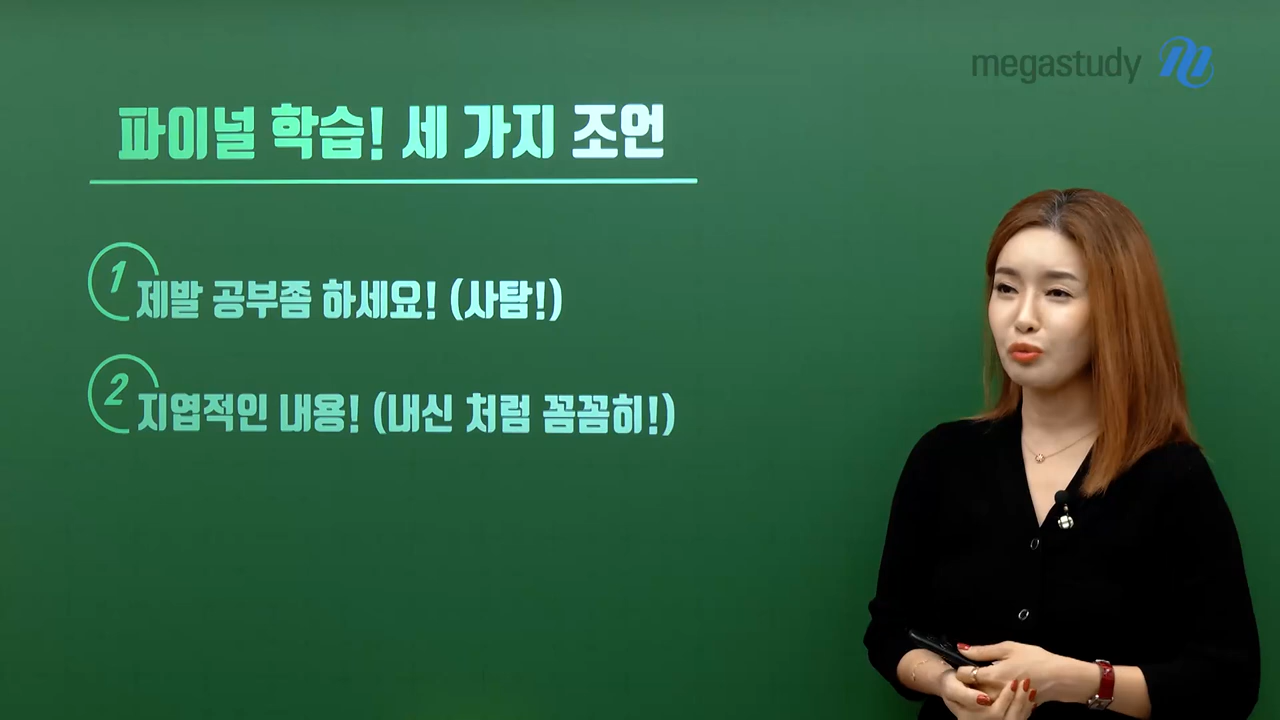 megastudy
파이널 학습! 세 가지 조언
1 제발 공부좀 하세요! (사탐!)
2 지엽적인 내용! (내신 처럼 꼼꼼히!)